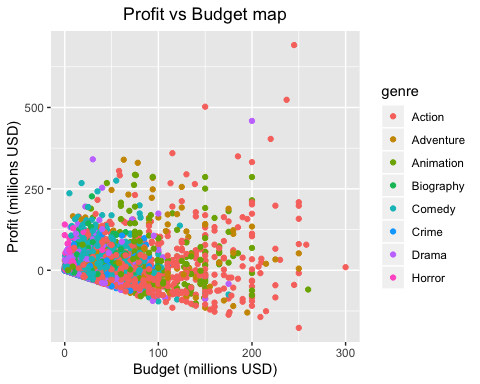 Profit vs Budget map
Profit (millions USD)
500
250
0
0
100
200
300
Budget (millions USD)
genre
Action
Adventure
Animation
Biography
Comedy
Crime
Drama
Horror